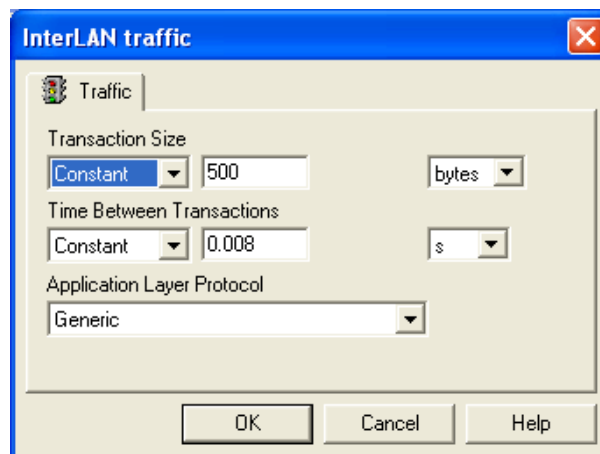 InterLAN traffic
Traffic
Transaction Size
Constant 500 bytes
Time Between Transactions
Constant 0.008 s
Application Layer Protocol
Generic
OK Cancel Help